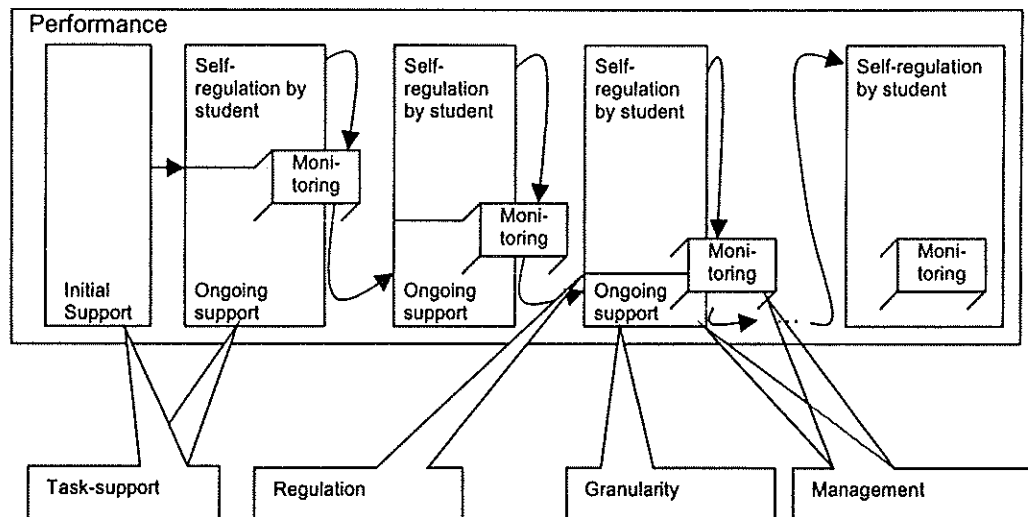 Performance
Initial
Support
Self-
regulation by
student
Moni-
toring
Ongoing
support
Self-
regulation by
student
Moni-
toring
Ongoing
support
Self-
regulation by
student
Moni-
toring
Ongoing
support
...
Self-regulation
by student
Moni-
toring
Task-support
Regulation
Granularity
Management